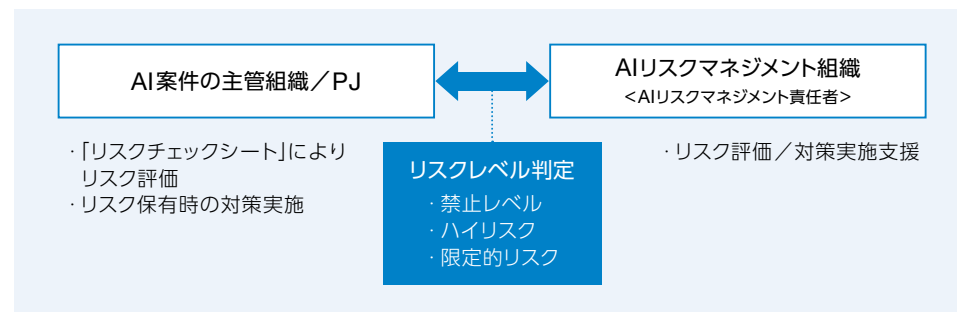 AI案件の主管組織／PJ
AIリスクマネジメント組織
<AIリスクマネジメント責任者>
・「リスクチェックシート」により
リスク評価
・リスク保有時の対策実施
リスクレベル判定
・禁止レベル
・ハイリスク
・限定的リスク
・リスク評価／対策実施支援